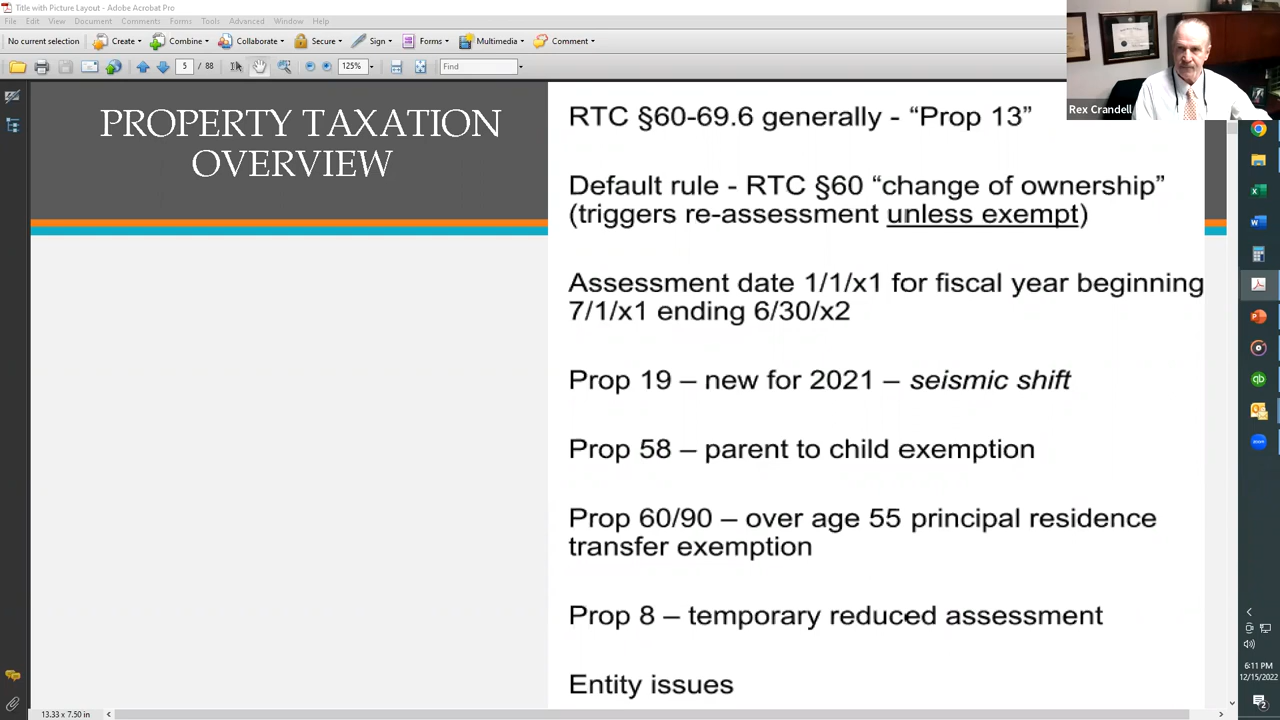 Title with Picture Layout - Adobe Acrobat Pro
File Edit View Document Comments Forms Tools Advanced Window Help
No current selection Create Combine Collaborate Secure Sign Forms Multimedia Comment
5 / 88 125% Find
Rex Crandell
PROPERTY TAXATION
OVERVIEW
RTC §60-69.6 generally - “Prop 13”
Default rule - RTC §60 “change of ownership”
(triggers re-assessment unless exempt)
Assessment date 1/1/x1 for fiscal year beginning
7/1/x1 ending 6/30/x2
Prop 19 – new for 2021 – seismic shift
Prop 58 – parent to child exemption
Prop 60/90 – over age 55 principal residence
transfer exemption
Prop 8 – temporary reduced assessment
Entity issues
13.33 x 7.50 in
6:11 PM
12/15/2022